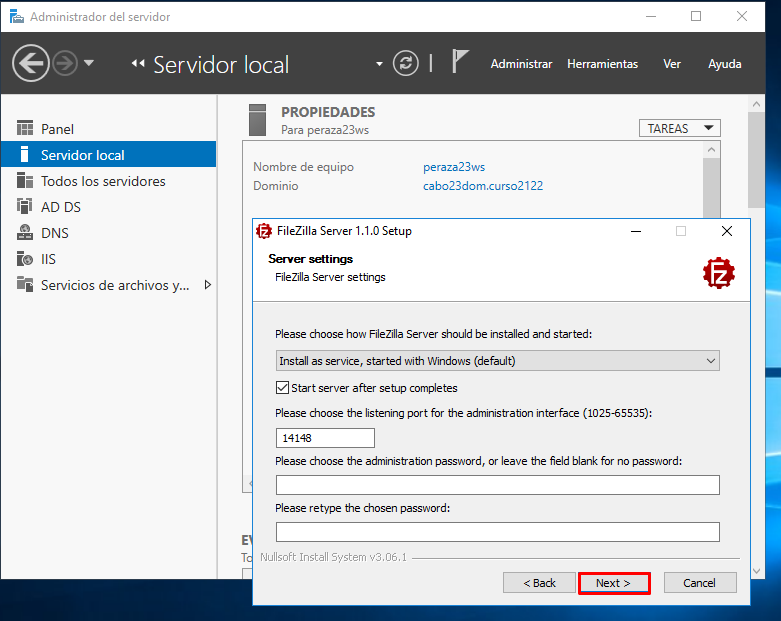 Administrador del servidor
Servidor local
Administrar Herramientas Ver Ayuda
Panel
Servidor local
Todos los servidores
AD DS
DNS
IIS
Servicios de archivos y...
PROPIEDADES
Para peraza23ws
TAREAS
Nombre de equipo peraza23ws
Dominio cabo23dom.curso2122
FileZilla Server 1.1.0 Setup
Server settings
FileZilla Server settings
Fz
Please choose how FileZilla Server should be installed and started:
Install as service, started with Windows (default)
Start server after setup completes
Please choose the listening port for the administration interface (1025-65535):
14148
Please choose the administration password, or leave the field blank for no password:
Please retype the chosen password:
Nullsoft Install System v3.06.1
< Back Next > Cancel